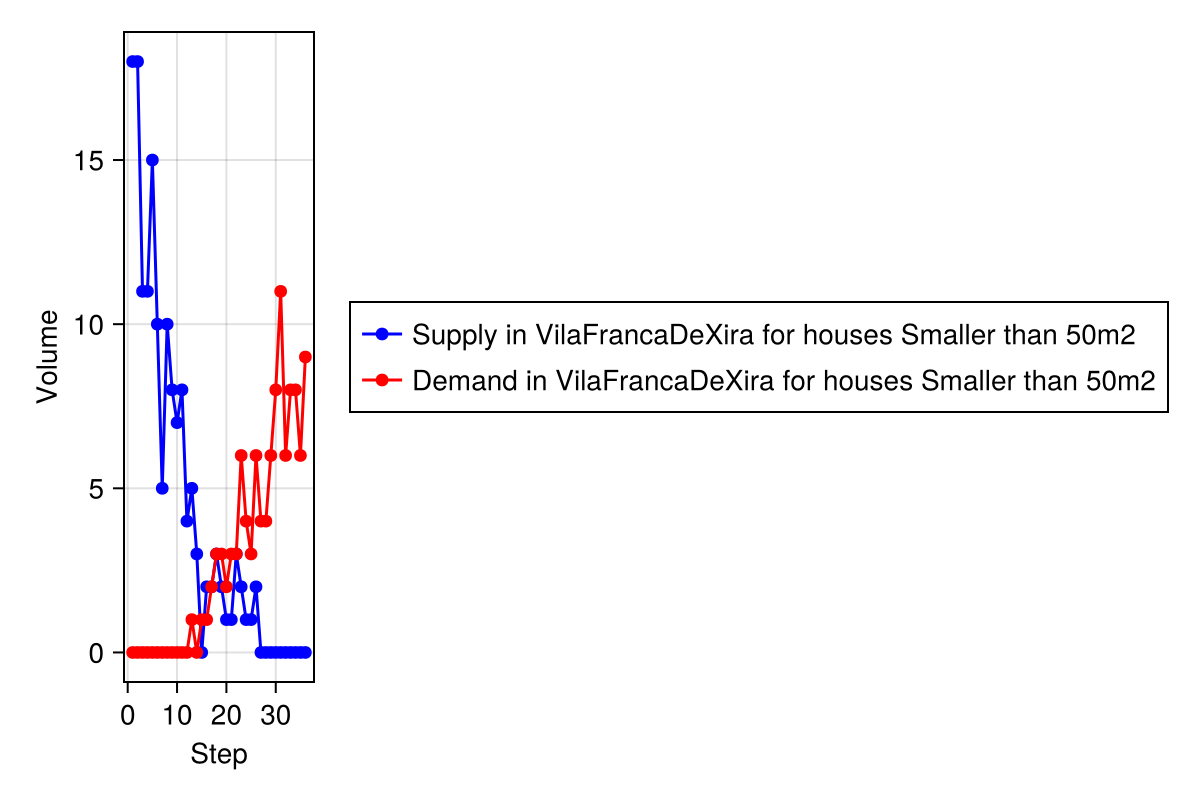 15
10
5
0
Volume
0 10 20 30
Step
Supply in VilaFrancaDeXira for houses Smaller than 50m2
Demand in VilaFrancaDeXira for houses Smaller than 50m2